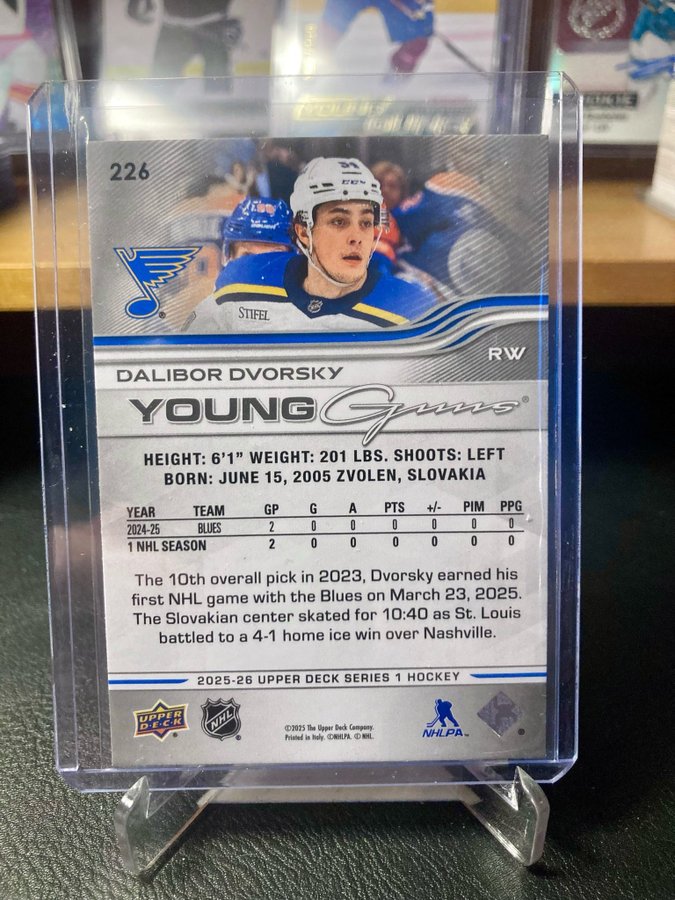 226
54
CCM
STIFEL
RW
DALIBOR DVORSKY
YOUNG Guns®
HEIGHT: 6'1" WEIGHT: 201 LBS. SHOOTS: LEFT
BORN: JUNE 15, 2005 ZVOLEN, SLOVAKIA
YEAR TEAM GP G A PTS +/- PIM PPG
2024-25 BLUES 2 0 0 0 0 0 0
1 NHL SEASON 2 0 0 0 0 0 0
The 10th overall pick in 2023, Dvorsky earned his
first NHL game with the Blues on March 23, 2025.
The Slovakian center skated for 10:40 as St. Louis
battled to a 4-1 home ice win over Nashville.
2025-26 UPPER DECK SERIES 1 HOCKEY
UPPER DECK
NHL
©2025 The Upper Deck Company.
Printed in Italy. ©NHLPA. © NHL.
NHLPA